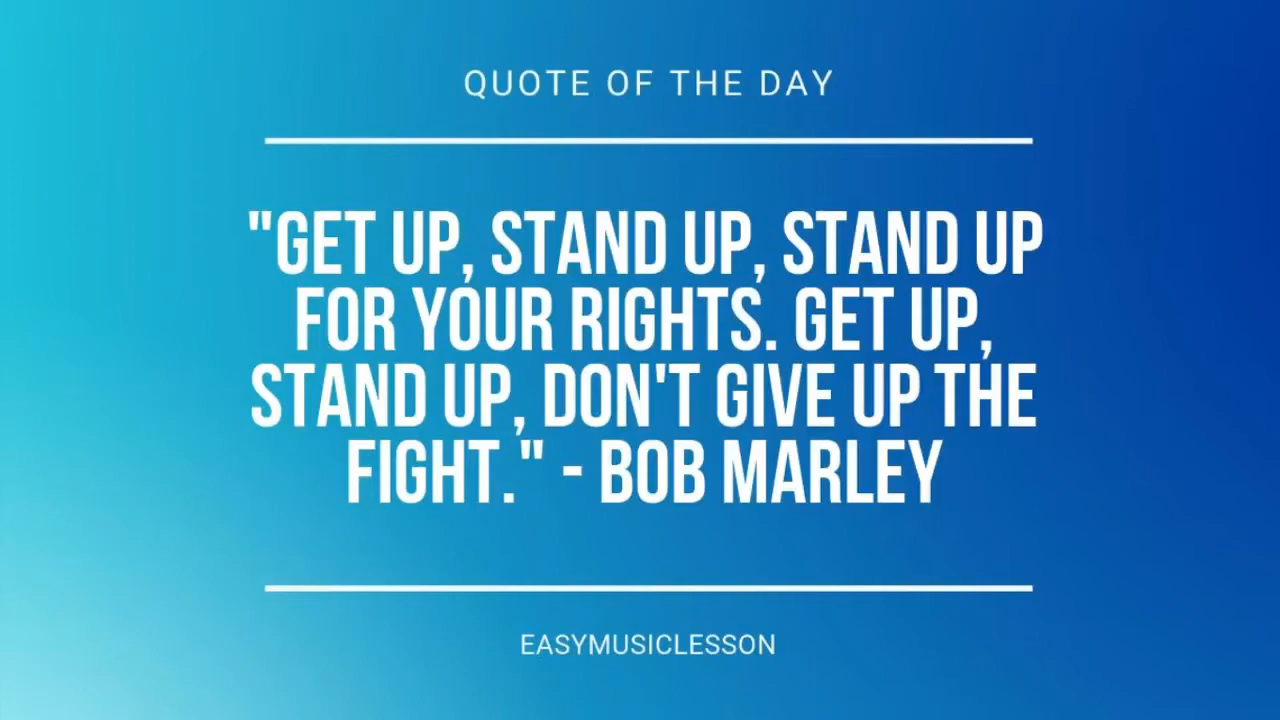 QUOTE OF THE DAY
"GET UP, STAND UP, STAND UP
FOR YOUR RIGHTS. GET UP,
STAND UP, DON'T GIVE UP THE
FIGHT." - BOB MARLEY
EASYMUSICLESSON